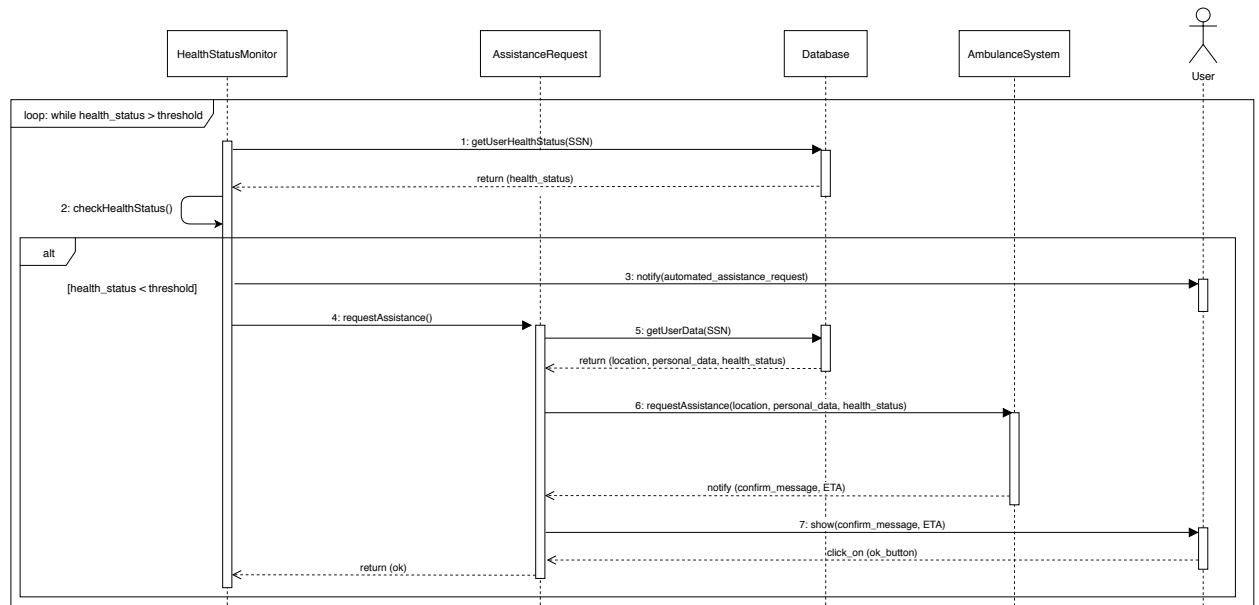 HealthStatusMonitor
AssistanceRequest
Database
AmbulanceSystem
User
loop: while health_status > threshold
1: getUserHealthStatus(SSN)
return (health_status)
2: checkHealthStatus()
alt
3: notify(automated_assistance_request)
[health_status < threshold]
4: requestAssistance()
5: getUserData(SSN)
return (location, personal_data, health_status)
6: requestAssistance(location, personal_data, health_status)
notify (confirm_message, ETA)
7: show(confirm_message, ETA)
click_on (ok_button)
return (ok)